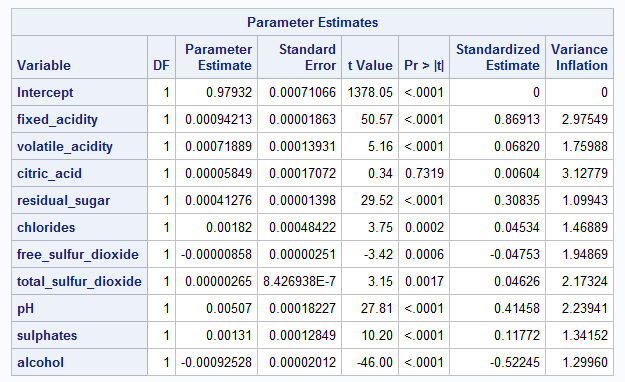 Parameter Estimates
Variable DF Parameter Estimate Standard Error t Value Pr > |t| Standardized Estimate Variance Inflation
Intercept 1 0.97932 0.00071066 1378.05 <.0001 0 0
fixed_acidity 1 0.00094213 0.00001863 50.57 <.0001 0.86913 2.97549
volatile_acidity 1 0.00071889 0.00013931 5.16 <.0001 0.06820 1.75988
citric_acid 1 0.00005849 0.00017072 0.34 0.7319 0.00604 3.12779
residual_sugar 1 0.00041276 0.00001398 29.52 <.0001 0.30835 1.09943
chlorides 1 0.00182 0.00048422 3.75 0.0002 0.04534 1.46889
free_sulfur_dioxide 1 -0.00000858 0.00000251 -3.42 0.0006 -0.04753 1.94869
total_sulfur_dioxide 1 0.00000265 8.426938E-7 3.15 0.0017 0.04626 2.17324
pH 1 0.00507 0.00018227 27.81 <.0001 0.41458 2.23941
sulphates 1 0.00131 0.00012849 10.20 <.0001 0.11772 1.34152
alcohol 1 -0.00092528 0.00002012 -46.00 <.0001 -0.52245 1.29960